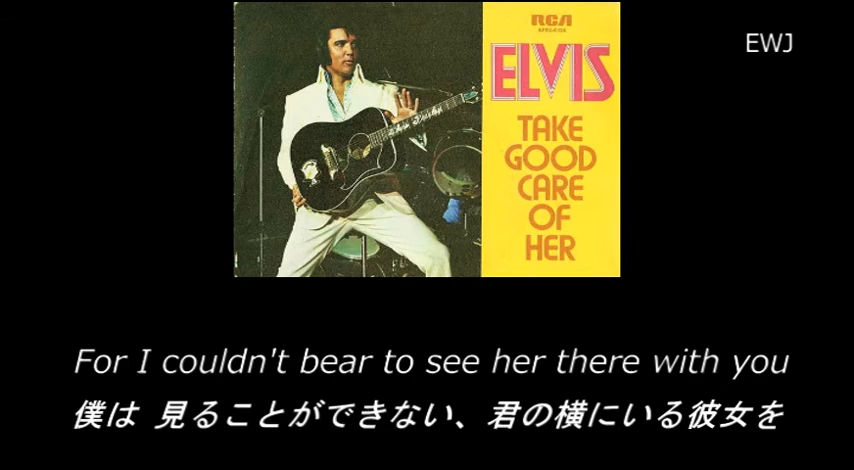 RCA
ELVIS
TAKE
GOOD
CARE
OF
HER
EWJ
For I couldn't bear to see her there with you
僕は 見ることができない、君の横にいる彼女を